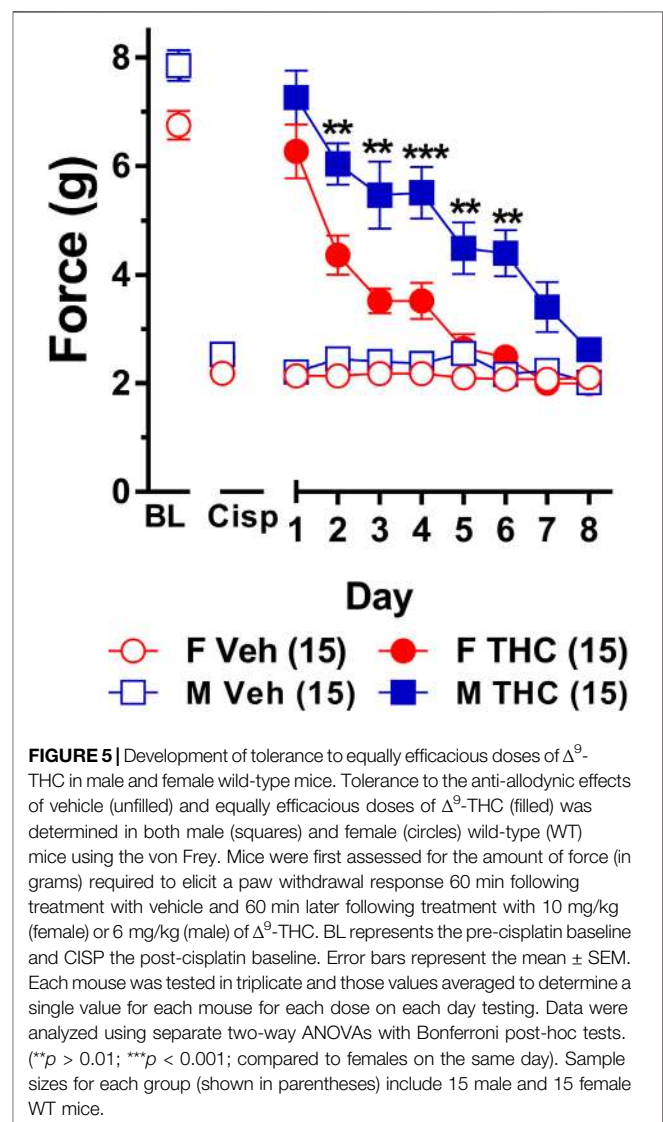 8
6
4
2
0
Force (g)
** ** *** ** **
BL Cisp 1 2 3 4 5 6 7 8
Day
F Veh (15) F THC (15)
M Veh (15) M THC (15)
FIGURE 5 | Development of tolerance to equally efficacious doses of Δ⁹-
THC in male and female wild-type mice. Tolerance to the anti-allodynic effects
of vehicle (unfilled) and equally efficacious doses of Δ⁹-THC (filled) was
determined in both male (squares) and female (circles) wild-type (WT)
mice using the von Frey. Mice were first assessed for the amount of force (in
grams) required to elicit a paw withdrawal response 60 min following
treatment with vehicle and 60 min later following treatment with 10 mg/kg
(female) or 6 mg/kg (male) of Δ⁹-THC. BL represents the pre-cisplatin baseline
and CISP the post-cisplatin baseline. Error bars represent the mean ± SEM.
Each mouse was tested in triplicate and those values averaged to determine a
single value for each mouse for each dose on each day testing. Data were
analyzed using separate two-way ANOVAs with Bonferroni post-hoc tests.
(**p > 0.01; ***p < 0.001; compared to females on the same day). Sample
sizes for each group (shown in parentheses) include 15 male and 15 female
WT mice.